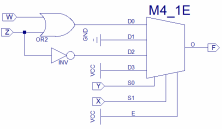 M4_1E
W
D0
Z
OR2
GND
D1
O
F
D2
INV
VCC
D3
Y
S0
X
S1
VCC
E